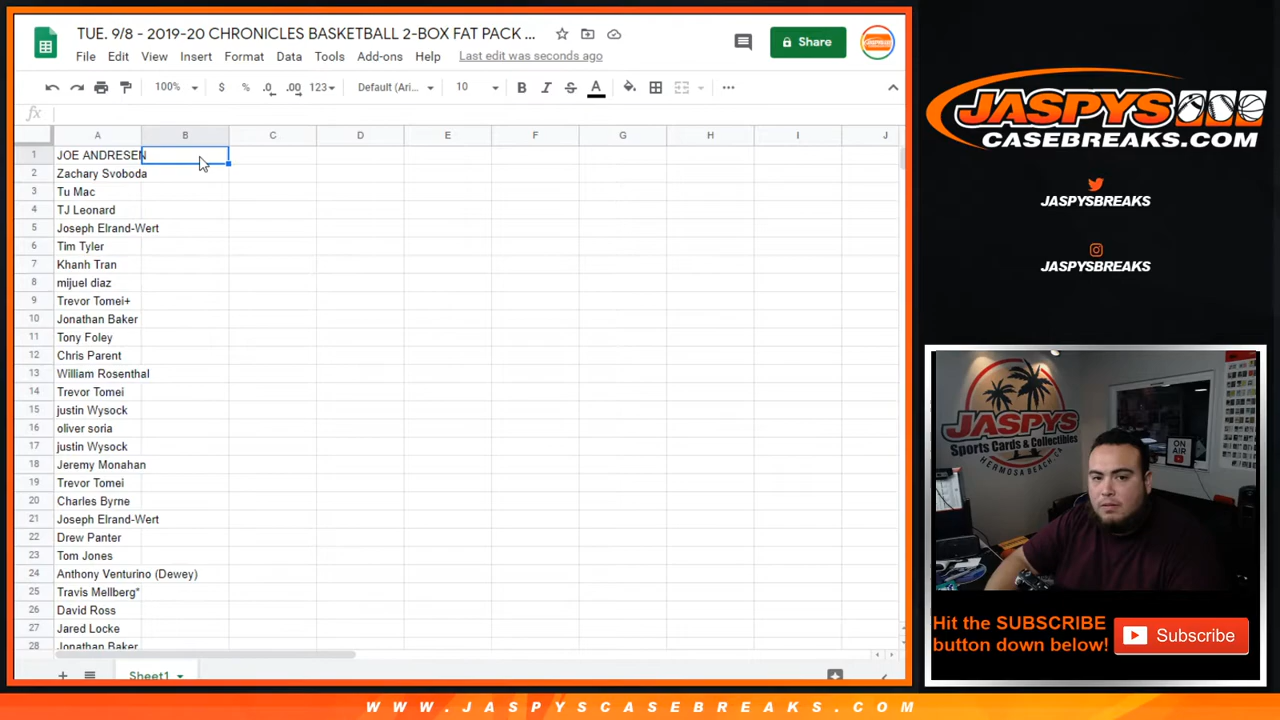 TUE. 9/8 - 2019-20 CHRONICLES BASKETBALL 2-BOX FAT PACK ...
File Edit View Insert Format Data Tools Add-ons Help Last edit was seconds ago
Share
100% $ % .0 .00 123 Default (Ari... 10 B I S A ...
fx
A B C D E F G H I J
1 JOE ANDRESEN
2 Zachary Svoboda
3 Tu Mac
4 TJ Leonard
5 Joseph Elrand-Wert
6 Tim Tyler
7 Khanh Tran
8 mijuel diaz
9 Trevor Tomei+
10 Jonathan Baker
11 Tony Foley
12 Chris Parent
13 William Rosenthal
14 Trevor Tomei
15 justin Wysock
16 oliver soria
17 justin Wysock
18 Jeremy Monahan
19 Trevor Tomei
20 Charles Byrne
21 Joseph Elrand-Wert
22 Drew Panter
23 Tom Jones
24 Anthony Venturino (Dewey)
25 Travis Mellberg"
26 David Ross
27 Jared Locke
28 Jonathan Baker
Sheet1
JASPYS
CASEBREAKS.COM
JASPYSBREAKS
JASPYSBREAKS
JASPYS
Sports Cards & Collectibles
HERMOSA BEACH, CA
ON AIR
Hit the SUBSCRIBE
button down below!
Subscribe
WWW.JASPYSCASEBREAKS.COM